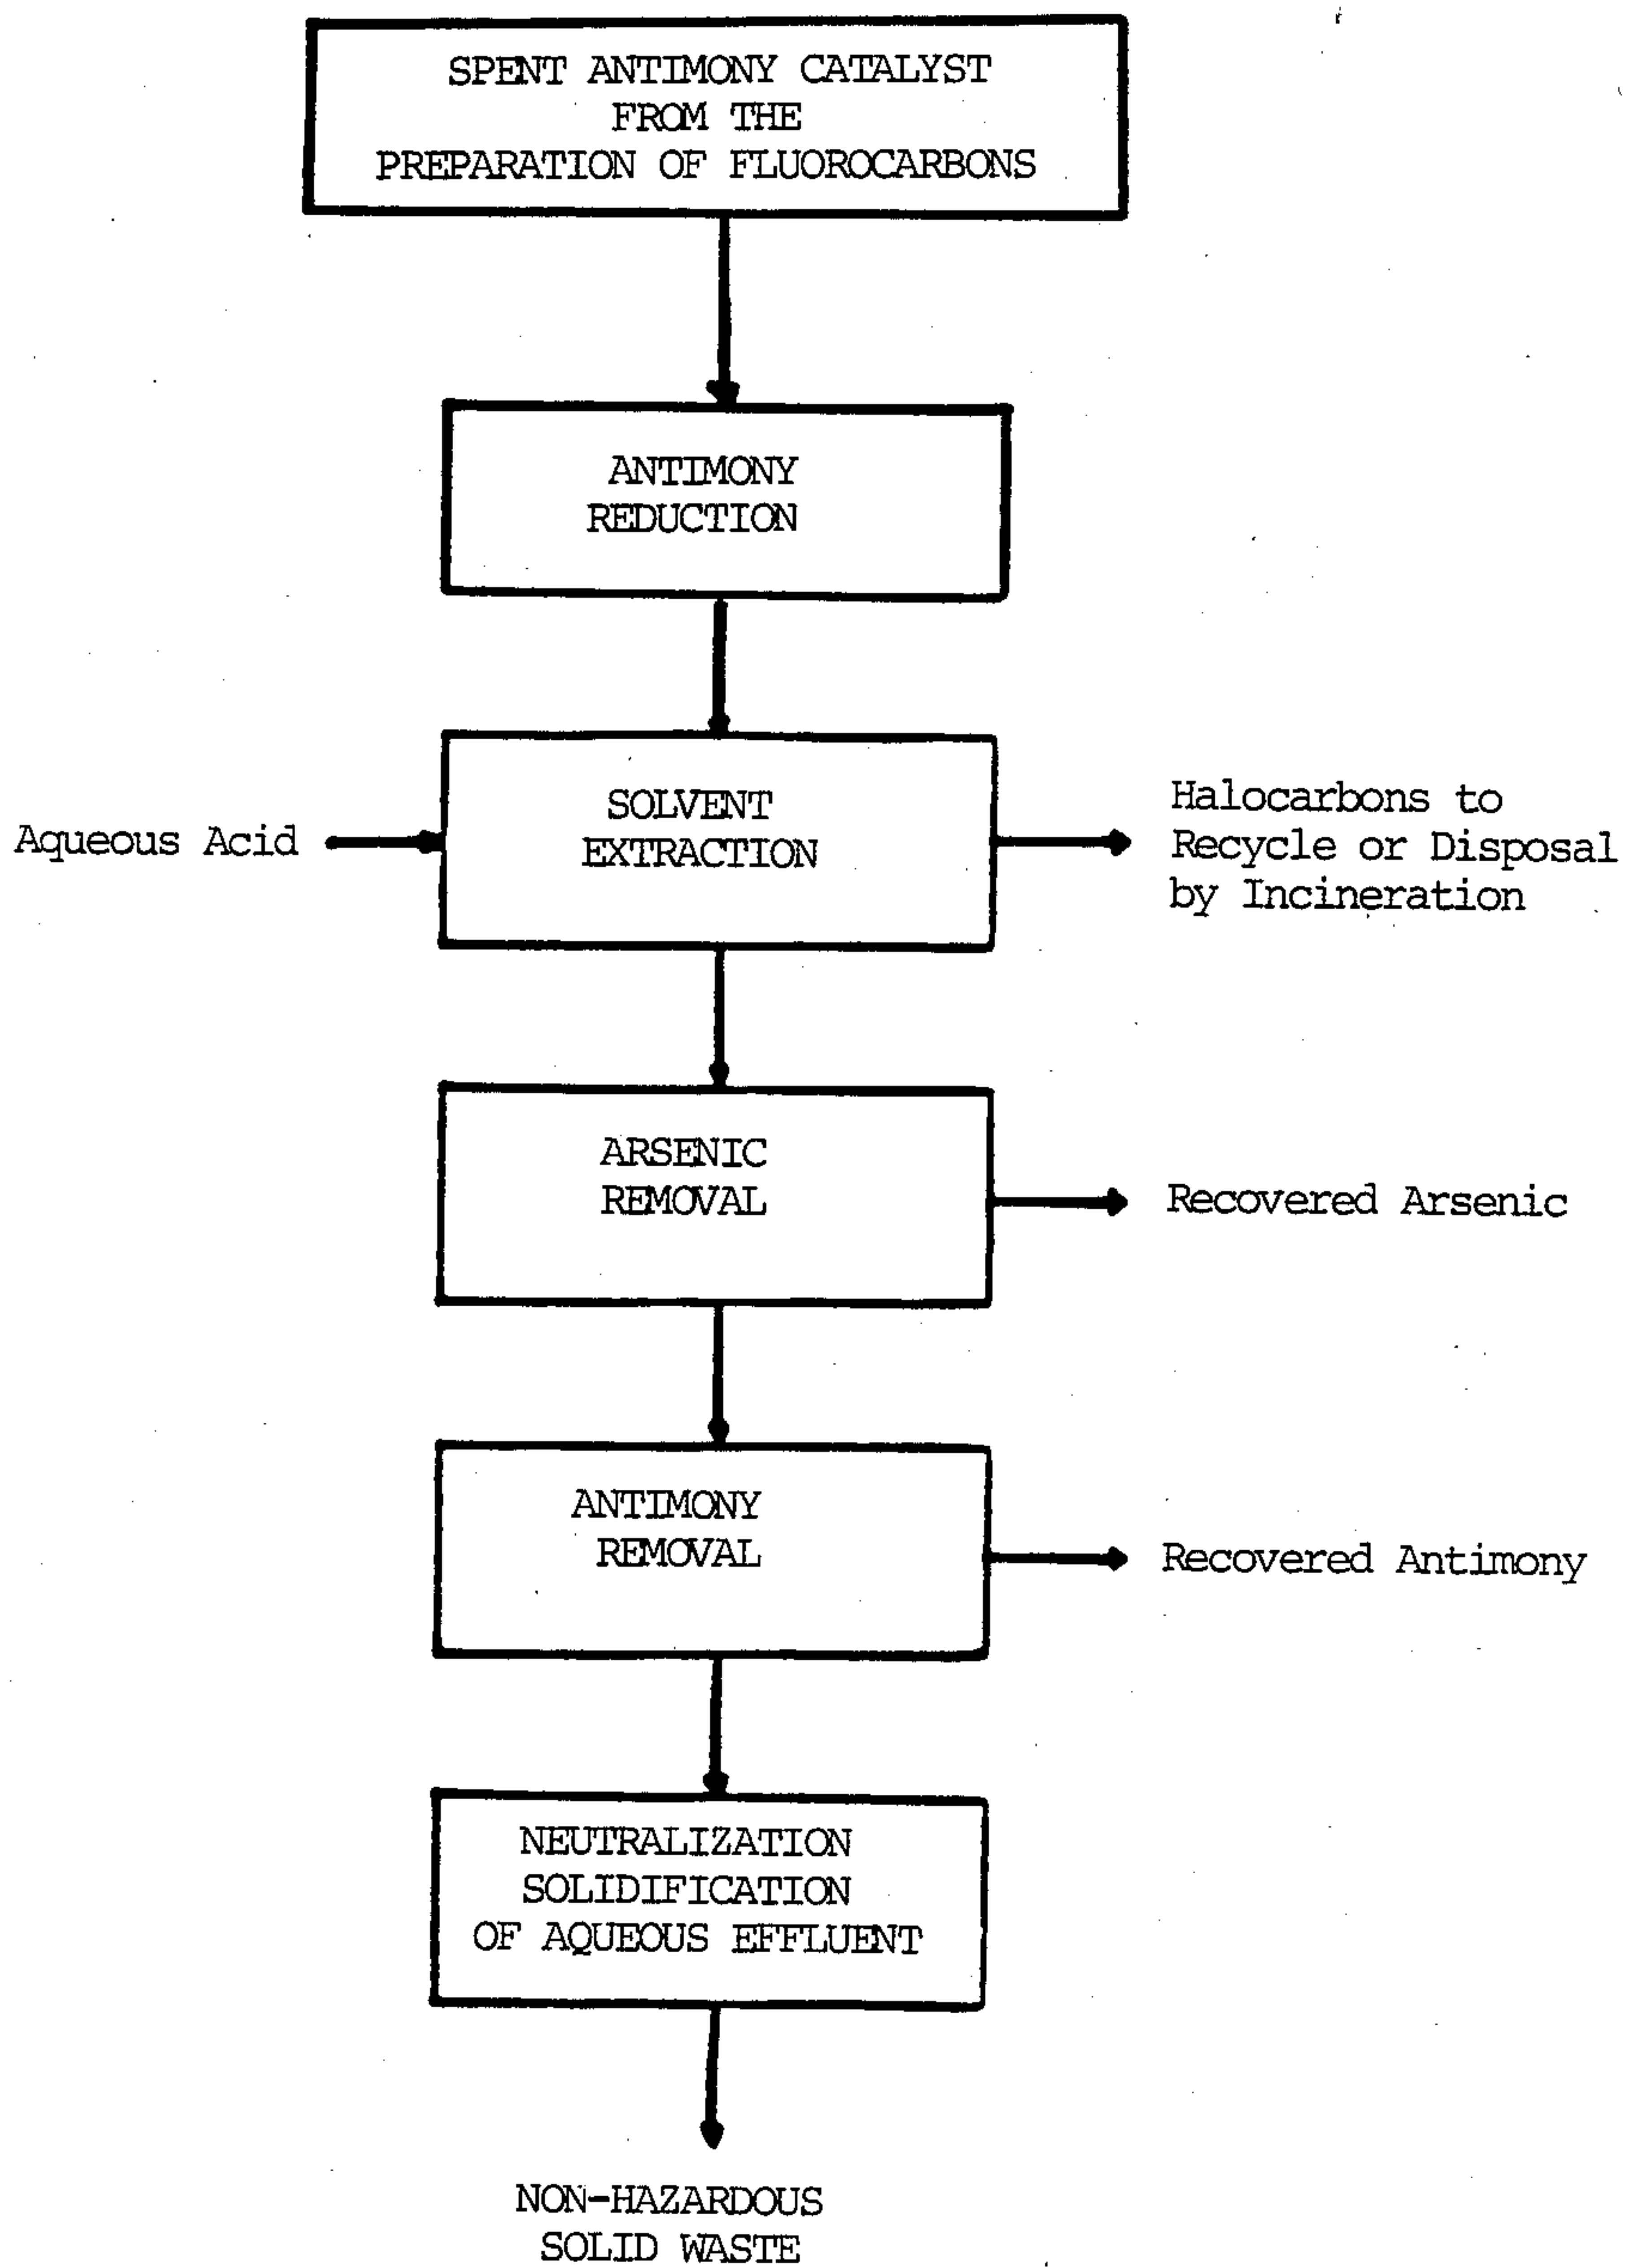 SPENT ANTIMONY CATALYST
FROM THE
PREPARATION OF FLUOROCARBONS
ANTIMONY
REDUCTION
Aqueous Acid
SOLVENT
EXTRACTION
Halocarbons to
Recycle or Disposal
by Incineration
ARSENIC
REMOVAL
Recovered Arsenic
ANTIMONY
REMOVAL
Recovered Antimony
NEUTRALIZATION
SOLIDIFICATION
OF AQUEOUS EFFLUENT
NON-HAZARDOUS
SOLID WASTE